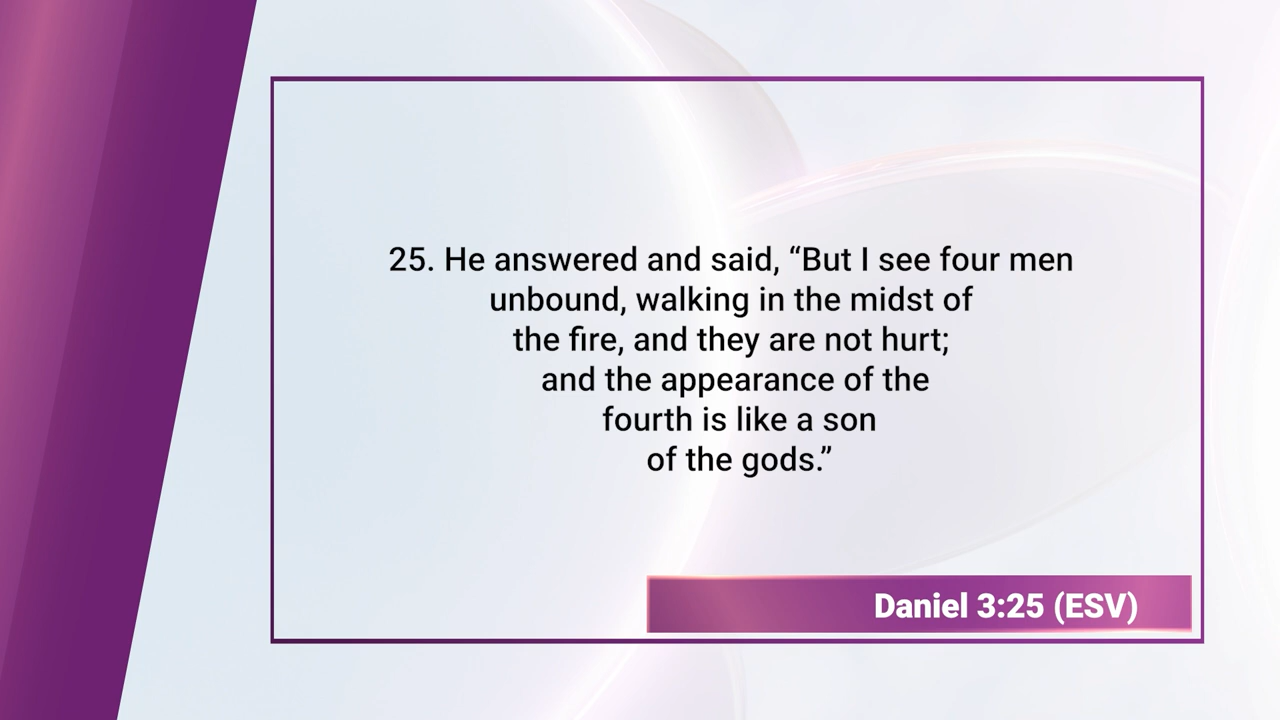 25. He answered and said, “But I see four men
unbound, walking in the midst of
the fire, and they are not hurt;
and the appearance of the
fourth is like a son
of the gods.”
Daniel 3:25 (ESV)